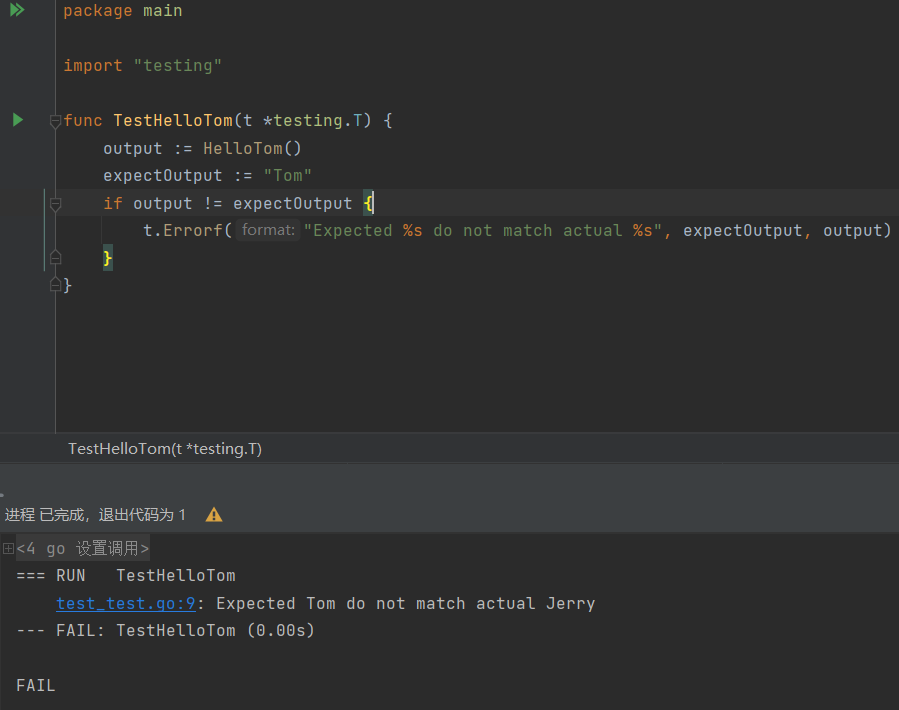 package main
import "testing"
func TestHelloTom(t *testing.T) {
output := HelloTom()
expectOutput := "Tom"
if output != expectOutput {
t.Errorf( format: "Expected %s do not match actual %s", expectOutput, output)
}
}
TestHelloTom(t *testing.T)
进程 已完成，退出代码为 1
<4 go 设置调用>
=== RUN   TestHelloTom
test_test.go:9: Expected Tom do not match actual Jerry
--- FAIL: TestHelloTom (0.00s)
FAIL